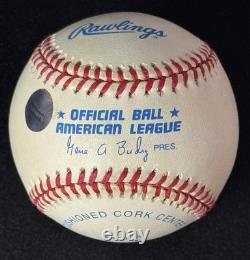 Rawlings
OFFICIAL BALL
AMERICAN LEAGUE
Gene A Budig PRES.
CUSHIONED CORK CENTER